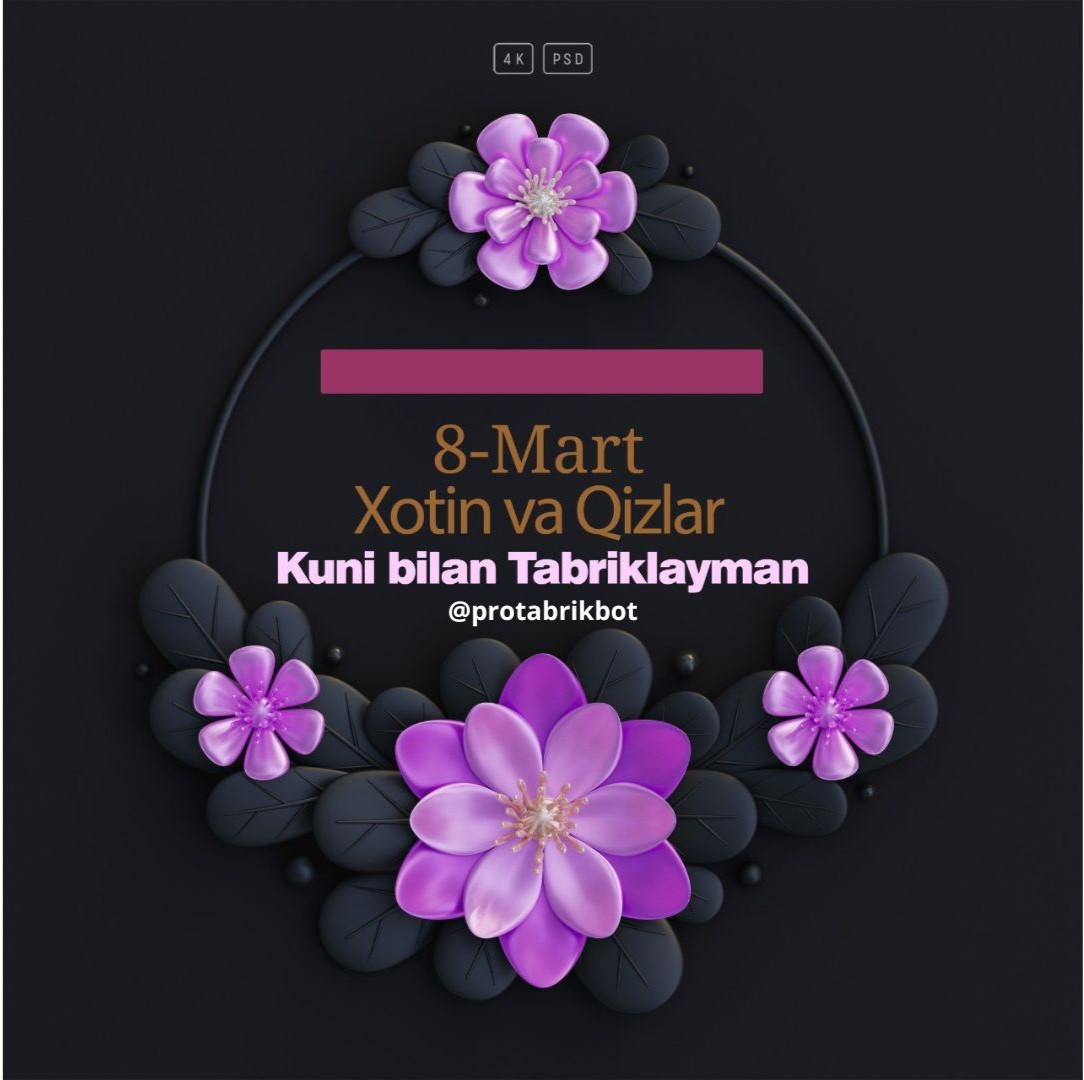 4K PSD
8-Mart
Xotin va Qizlar
Kuni bilan Tabriklayman
@protabrikbot